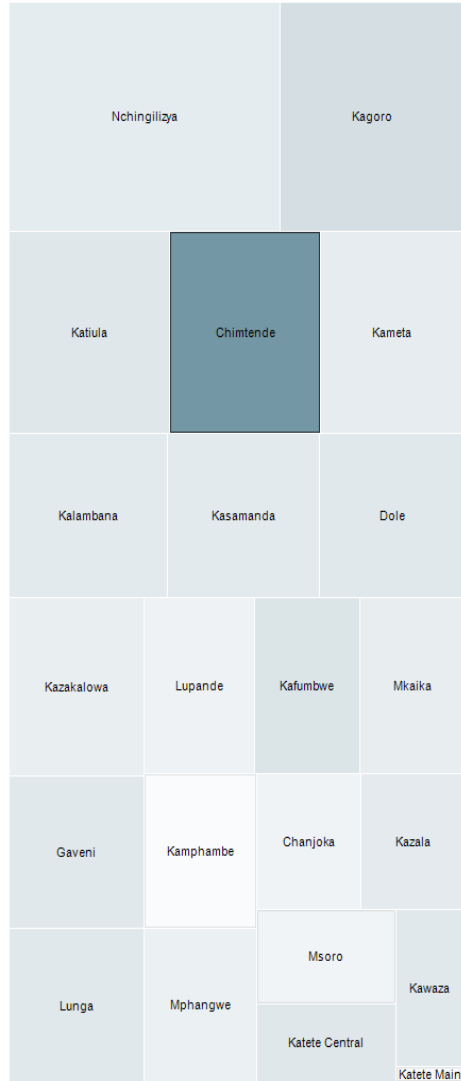 Nchingilizya
Kagoro
Katiula
Chimtende
Kameta
Kalambana
Kasamanda
Dole
Kazakalowa
Lupande
Kafumbwe
Mkaika
Gaveni
Kamphambe
Chanjoka
Kazala
Lunga
Mphangwe
Msoro
Kawaza
Katete Central
Katete Main